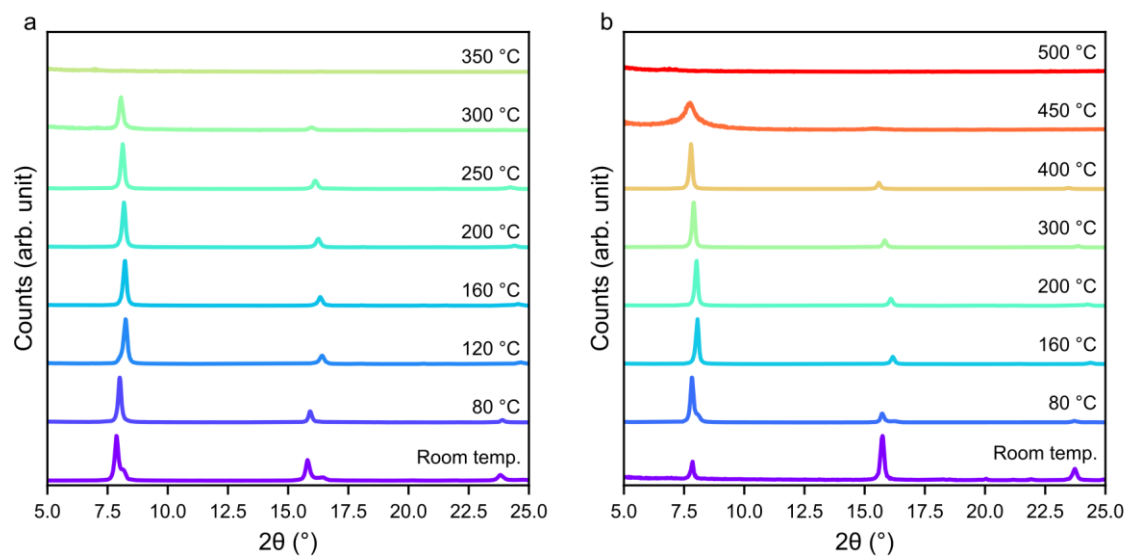 a
350 °C
300 °C
250 °C
200 °C
160 °C
120 °C
80 °C
Room temp.
Counts (arb. unit)
5.0 7.5 10.0 12.5 15.0 17.5 20.0 22.5 25.0
2θ (°)
b
500 °C
450 °C
400 °C
300 °C
200 °C
160 °C
80 °C
Room temp.
Counts (arb. unit)
5.0 7.5 10.0 12.5 15.0 17.5 20.0 22.5 25.0
2θ (°)